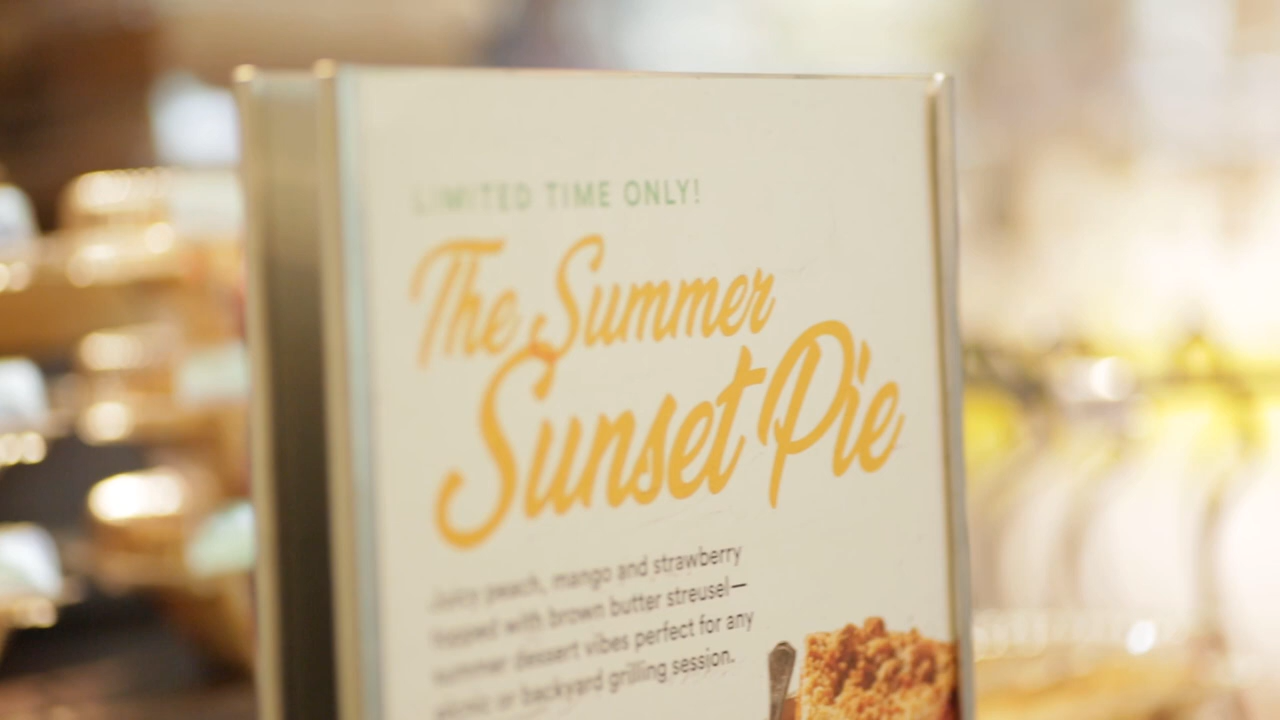 LIMITED TIME ONLY!
The Summer
Sunset Pie
Juicy peach, mango and strawberry
topped with brown butter streusel—
summer dessert vibes perfect for any
picnic or backyard grilling session.